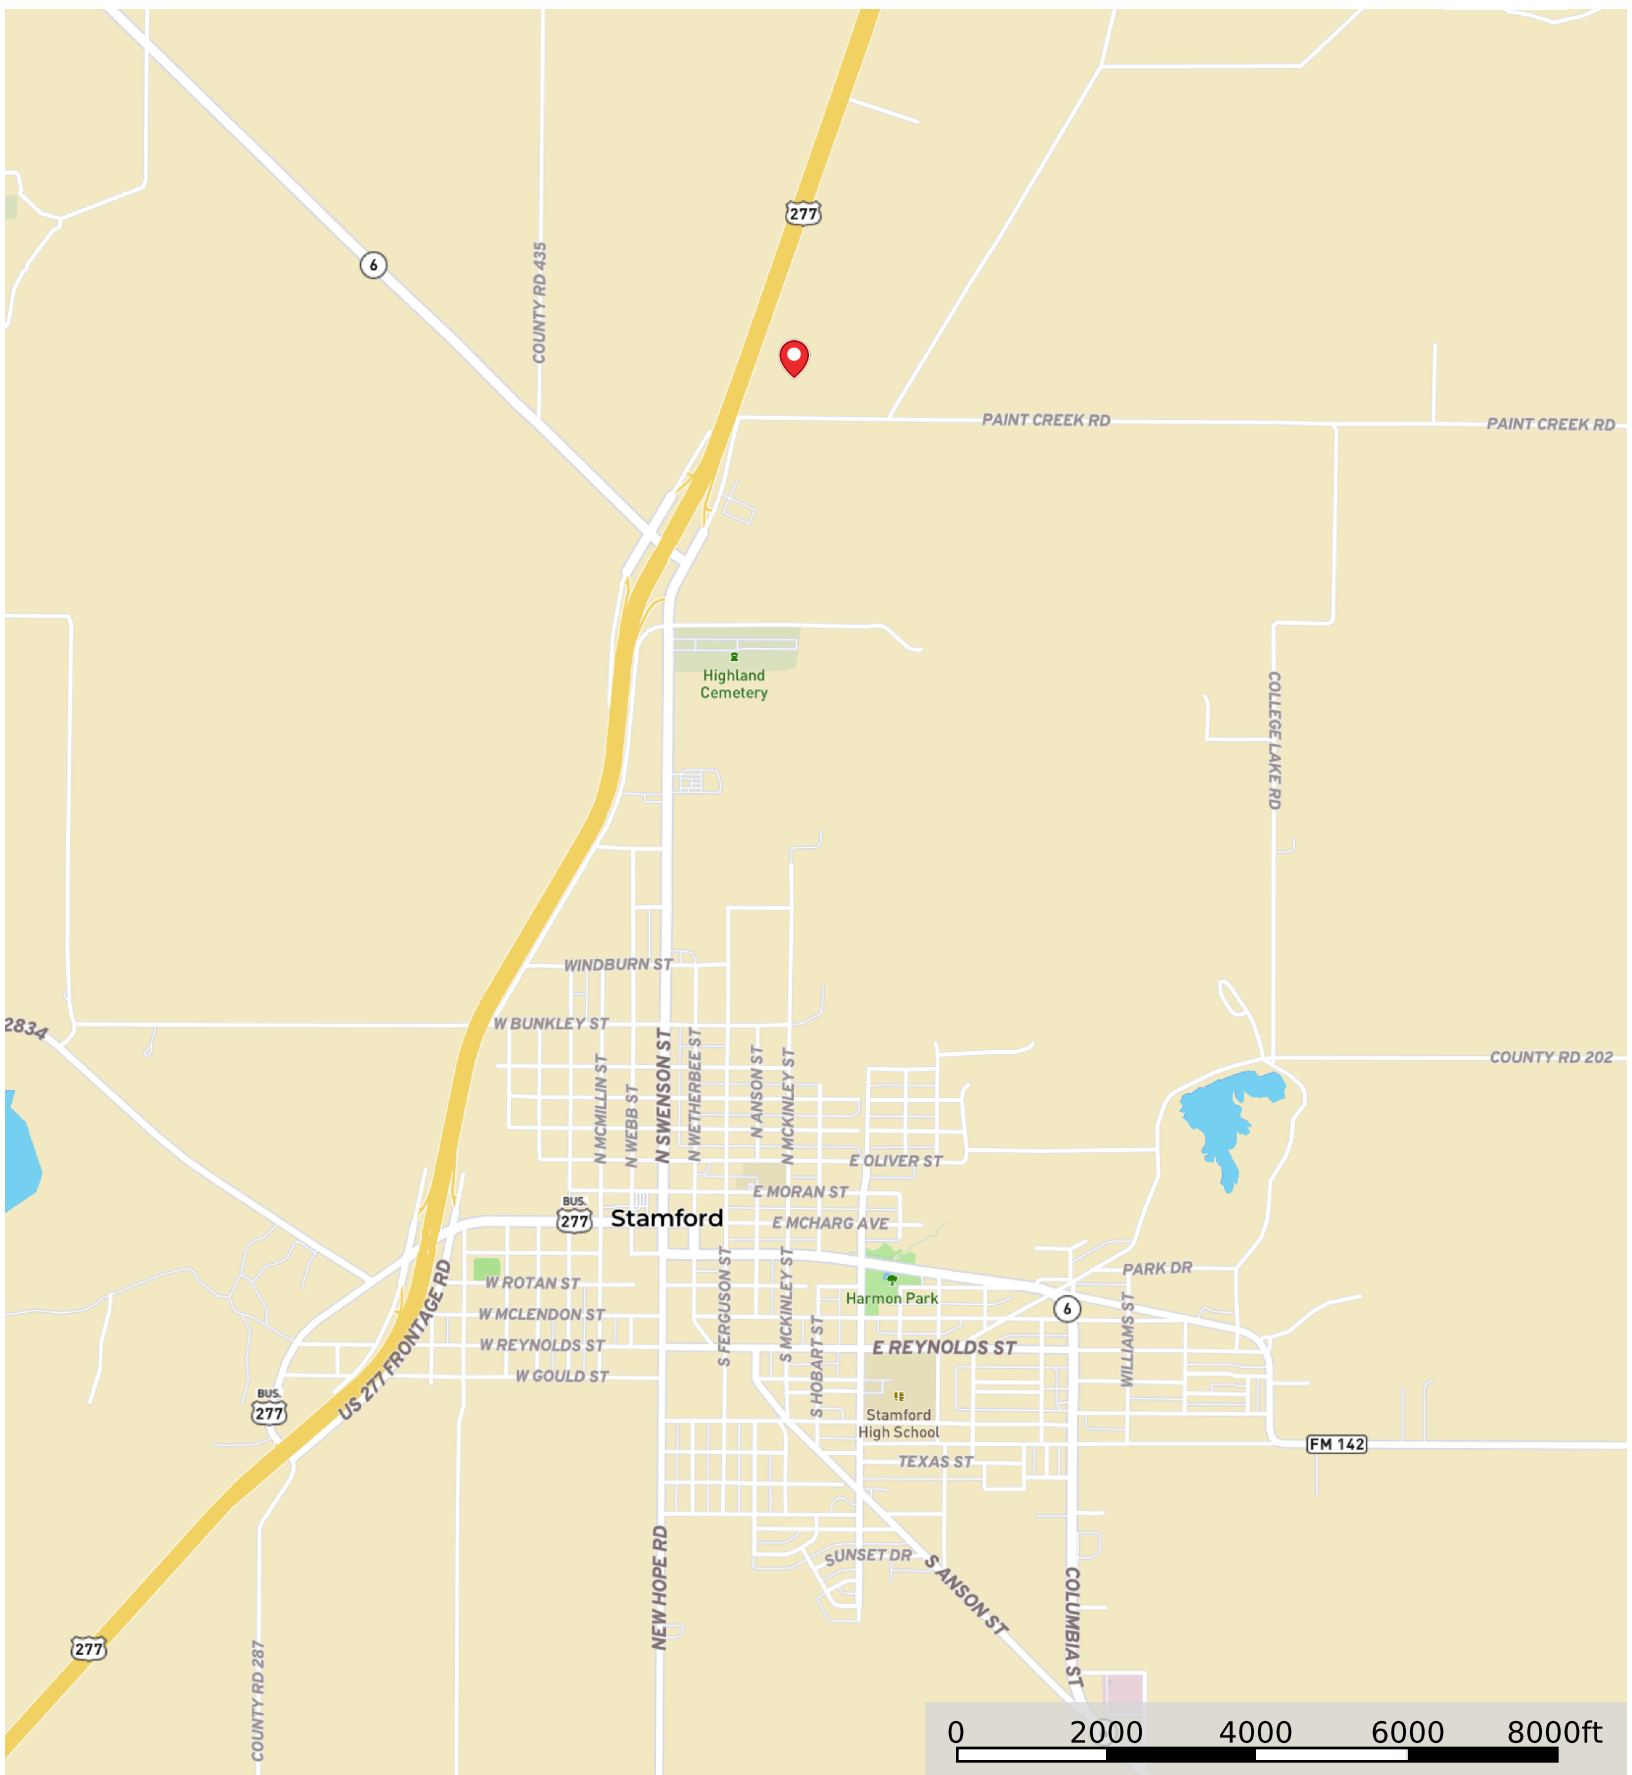 277
6
COUNTY RD 435
PAINT CREEK RD
PAINT CREEK RD
Highland
Cemetery
COLLEGE LAKE RD
WINDBURN ST
2834
W BUNKLEY ST
N MCMILLIN ST
N WEBB ST
N SWENSON ST
N WETHERBEE ST
N ANSON ST
N MCKINLEY ST
COUNTY RD 202
E OLIVER ST
E MORAN ST
BUS.
277
Stamford
E MCHARG AVE
PARK DR
W ROTAN ST
Harmon Park
6
W MCLENDON ST
S FERGUSON ST
S MCKINLEY ST
S HOBART ST
WILLIAMS ST
W REYNOLDS ST
E REYNOLDS ST
US 277 FRONTAGE RD
W GOULD ST
BUS.
277
Stamford
High School
FM 142
TEXAS ST
SUNSET DR
S ANSON ST
NEW HOPE RD
COLUMBIA ST
277
COUNTY RD 287
0 2000 4000 6000 8000ft